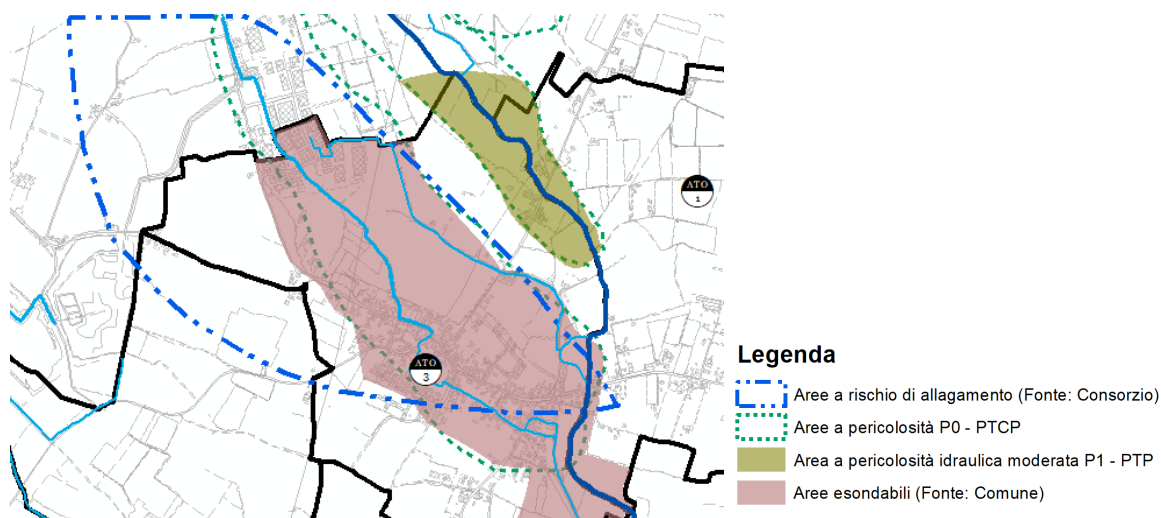 ATO
1
ATO
3
Legenda
Aree a rischio di allagamento (Fonte: Consorzio)
Aree a pericolosità P0 - PTCP
Area a pericolosità idraulica moderata P1 - PTP
Aree esondabili (Fonte: Comune)